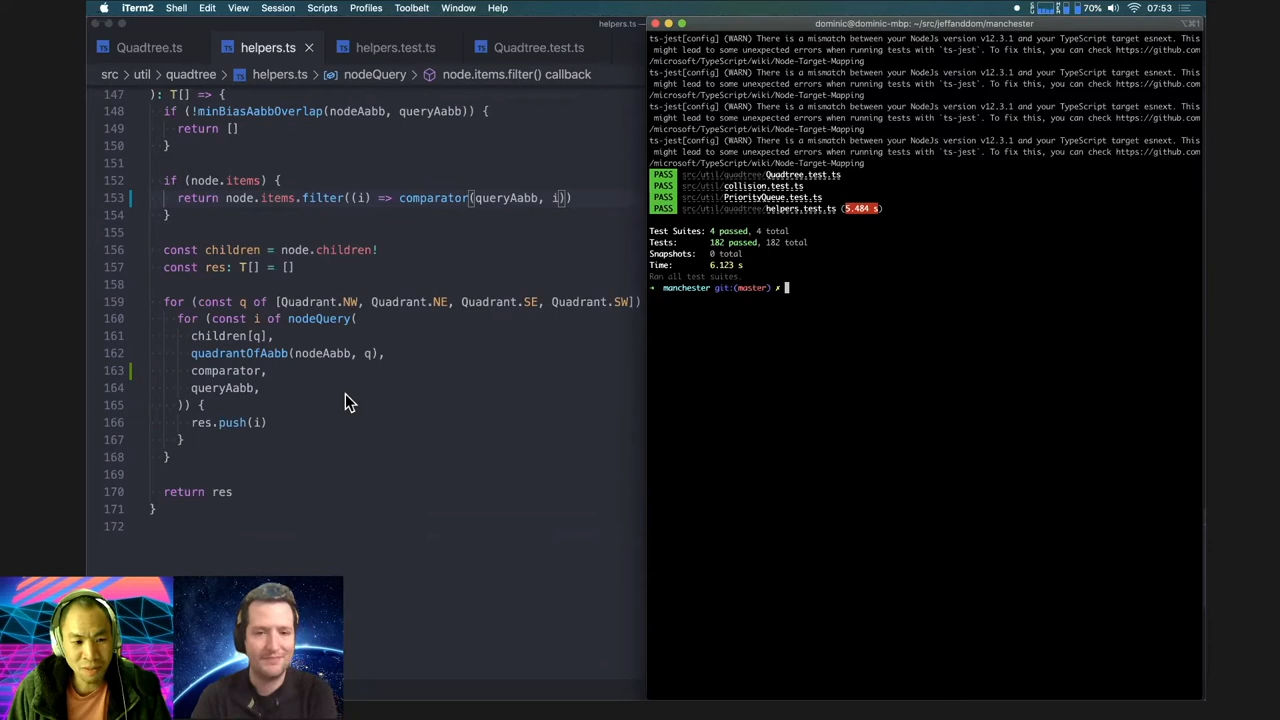 iTerm2 Shell Edit View Session Scripts Profiles Toolbelt Window Help 70% 07:53
helpers.ts — dominic@dominic-mbp: ~/src/jeffanddom/manchester ⌥⌘1
Quadtree.ts helpers.ts × helpers.test.ts Quadtree.test.ts
src > util > quadtree > helpers.ts > nodeQuery > node.items.filter() callback
147 ): T[] => {
148 if (!minBiasAabbOverlap(nodeAabb, queryAabb)) {
149 return []
150 }
151
152 if (node.items) {
153 return node.items.filter((i) => comparator(queryAabb, i))
154 }
155
156 const children = node.children!
157 const res: T[] = []
158
159 for (const q of [Quadrant.NW, Quadrant.NE, Quadrant.SE, Quadrant.SW])
160 for (const i of nodeQuery(
161 children[q],
162 quadrantOfAabb(nodeAabb, q),
163 comparator,
164 queryAabb,
165 )) {
166 res.push(i)
167 }
168 }
169
170 return res
171 }
172
ts-jest[config] (WARN) There is a mismatch between your NodeJs version v12.3.1 and your TypeScript target esnext. This
might lead to some unexpected errors when running tests with `ts-jest`. To fix this, you can check https://github.com
/microsoft/TypeScript/wiki/Node-Target-Mapping
ts-jest[config] (WARN) There is a mismatch between your NodeJs version v12.3.1 and your TypeScript target esnext. This
might lead to some unexpected errors when running tests with `ts-jest`. To fix this, you can check https://github.com
/microsoft/TypeScript/wiki/Node-Target-Mapping
ts-jest[config] (WARN) There is a mismatch between your NodeJs version v12.3.1 and your TypeScript target esnext. This
might lead to some unexpected errors when running tests with `ts-jest`. To fix this, you can check https://github.com
/microsoft/TypeScript/wiki/Node-Target-Mapping
ts-jest[config] (WARN) There is a mismatch between your NodeJs version v12.3.1 and your TypeScript target esnext. This
might lead to some unexpected errors when running tests with `ts-jest`. To fix this, you can check https://github.com
/microsoft/TypeScript/wiki/Node-Target-Mapping
PASS src/util/quadtree/Quadtree.test.ts
PASS src/util/collision.test.ts
PASS src/util/PriorityQueue.test.ts
PASS src/util/quadtree/helpers.test.ts (5.484 s)
Test Suites: 4 passed, 4 total
Tests: 182 passed, 182 total
Snapshots: 0 total
Time: 6.123 s
Ran all test suites.
→ manchester git:(master) ✗